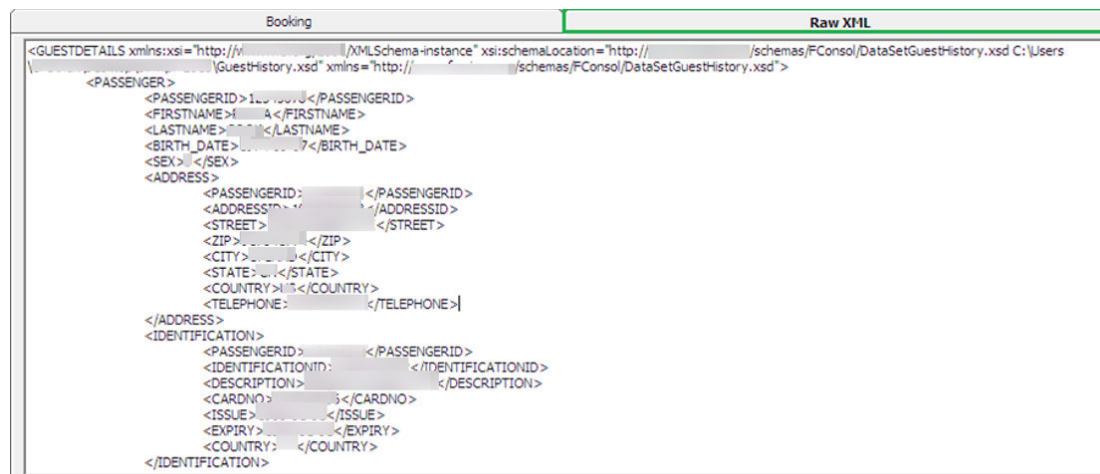 Booking
Raw XML
<GUESTDETAILS xmlns:xsi="http:// /XMLSchema-instance" xsi:schemaLocation="http:// /schemas/FConsol/DataSetGuestHistory.xsd C:\Users
\ \GuestHistory.xsd" xmlns="http:// /schemas/FConsol/DataSetGuestHistory.xsd">
<PASSENGER>
<PASSENGERID> </PASSENGERID>
<FIRSTNAME> </FIRSTNAME>
<LASTNAME> </LASTNAME>
<BIRTH_DATE> </BIRTH_DATE>
<SEX> </SEX>
<ADDRESS>
<PASSENGERID> </PASSENGERID>
<ADDRESSID> </ADDRESSID>
<STREET> </STREET>
<ZIP> </ZIP>
<CITY> </CITY>
<STATE> </STATE>
<COUNTRY> </COUNTRY>
<TELEPHONE> </TELEPHONE>
</ADDRESS>
<IDENTIFICATION>
<PASSENGERID> </PASSENGERID>
<IDENTIFICATIONID> </IDENTIFICATIONID>
<DESCRIPTION> </DESCRIPTION>
<CARDNO> </CARDNO>
<ISSUE> </ISSUE>
<EXPIRY> </EXPIRY>
<COUNTRY> </COUNTRY>
</IDENTIFICATION>